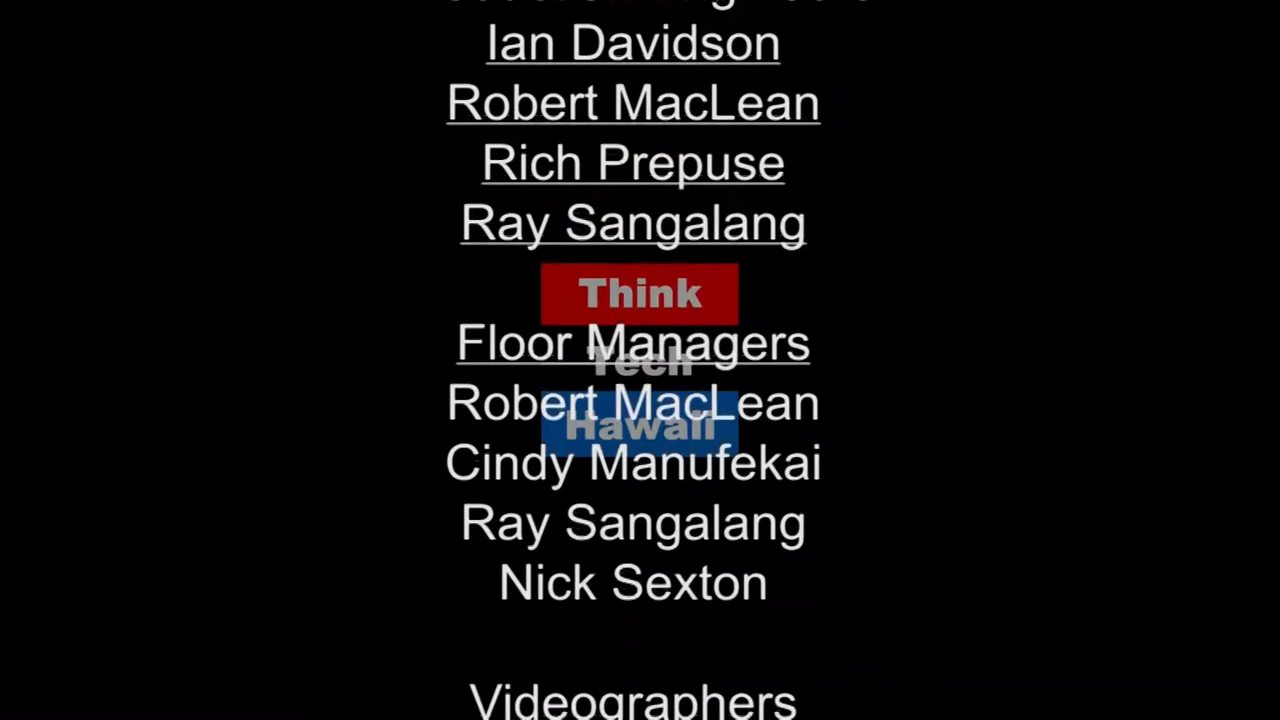 Ian Davidson
Robert MacLean
Rich Prepuse
Ray Sangalang
Think
Floor Managers
Tech
Robert MacLean
Hawaii
Cindy Manufekai
Ray Sangalang
Nick Sexton
Videographers